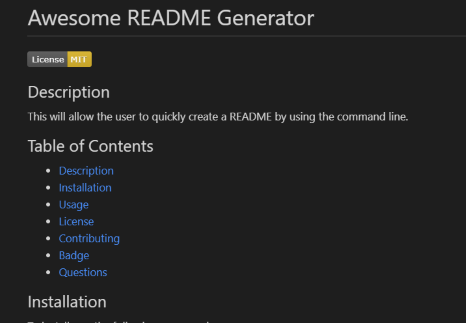 Awesome README Generator
License MIT
Description
This will allow the user to quickly create a README by using the command line.
Table of Contents
Description
Installation
Usage
License
Contributing
Badge
Questions
Installation